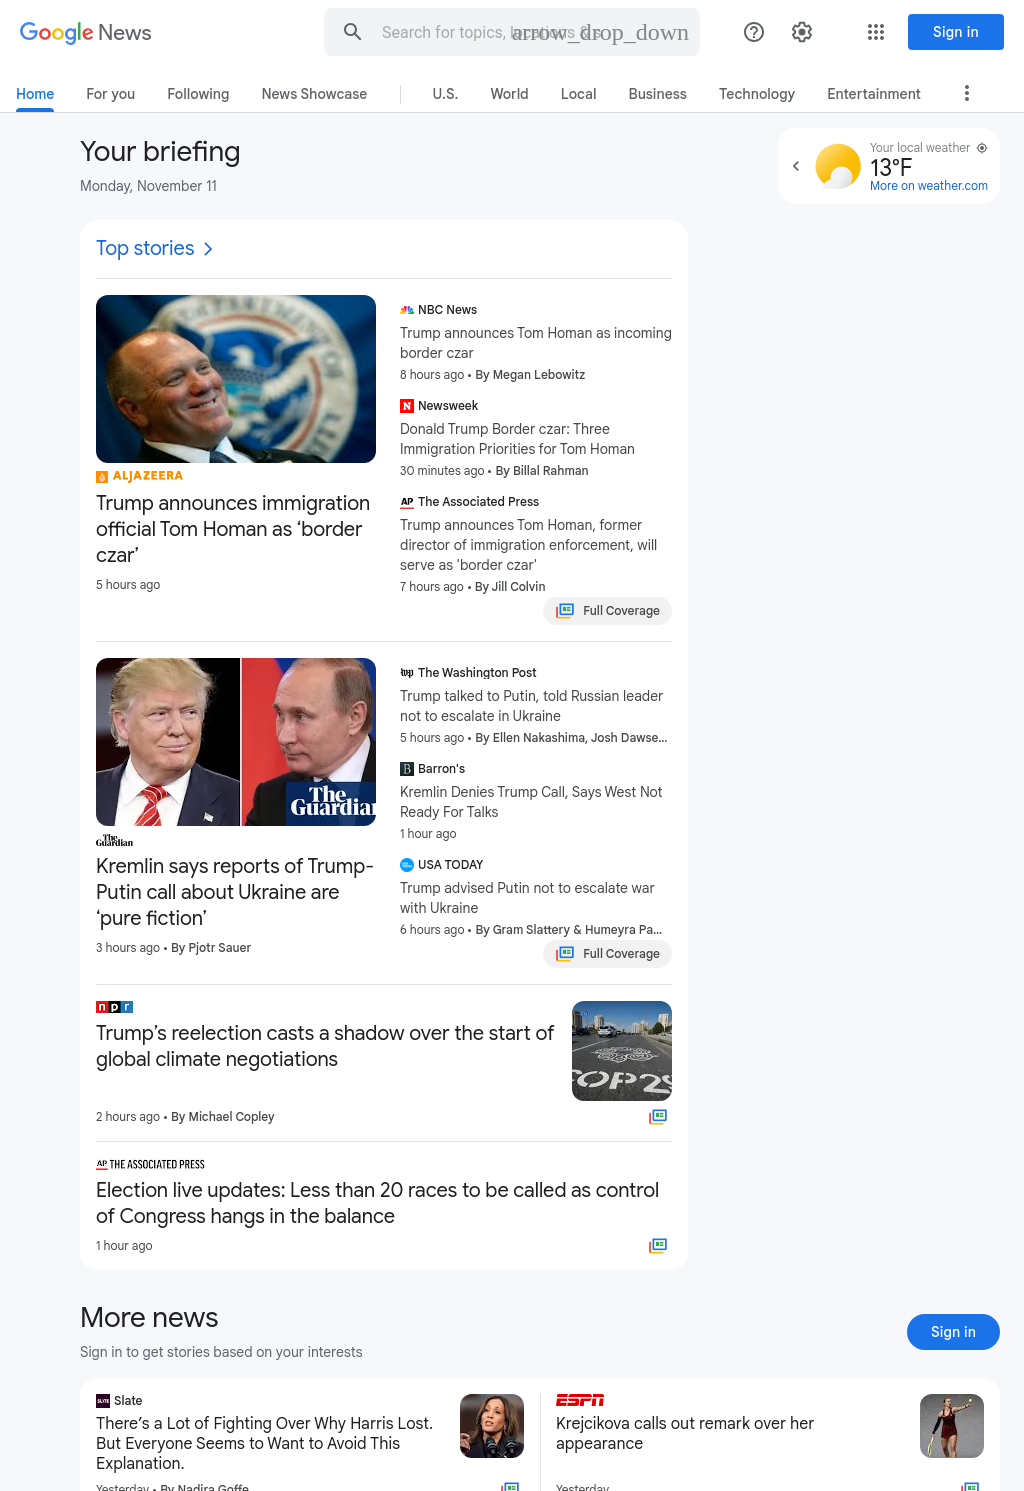 Google News
Search for topics, locations & s
arrow_drop_down
Sign in
Home
For you
Following
News Showcase
U.S.
World
Local
Business
Technology
Entertainment
Your briefing
Monday, November 11
Your local weather
13°F
More on weather.com
Top stories
ALJAZEERA
Trump announces immigration
official Tom Homan as ‘border
czar’
5 hours ago
NBC News
Trump announces Tom Homan as incoming
border czar
8 hours ago • By Megan Lebowitz
Newsweek
Donald Trump Border czar: Three
Immigration Priorities for Tom Homan
30 minutes ago • By Billal Rahman
AP The Associated Press
Trump announces Tom Homan, former
director of immigration enforcement, will
serve as 'border czar'
7 hours ago • By Jill Colvin
Full Coverage
The
Guardian
The
Guardian
Kremlin says reports of Trump-
Putin call about Ukraine are
‘pure fiction’
3 hours ago • By Pjotr Sauer
wp The Washington Post
Trump talked to Putin, told Russian leader
not to escalate in Ukraine
5 hours ago • By Ellen Nakashima, Josh Dawse...
B Barron's
Kremlin Denies Trump Call, Says West Not
Ready For Talks
1 hour ago
USA TODAY
Trump advised Putin not to escalate war
with Ukraine
6 hours ago • By Gram Slattery & Humeyra Pa...
Full Coverage
npr
Trump’s reelection casts a shadow over the start of
global climate negotiations
COP29
2 hours ago • By Michael Copley
AP THE ASSOCIATED PRESS
Election live updates: Less than 20 races to be called as control
of Congress hangs in the balance
1 hour ago
More news
Sign in to get stories based on your interests
Sign in
SLATE Slate
There’s a Lot of Fighting Over Why Harris Lost.
But Everyone Seems to Want to Avoid This
Explanation.
Yesterday • By Nadira Goffe
ESPN
Krejcikova calls out remark over her
appearance
Yesterday